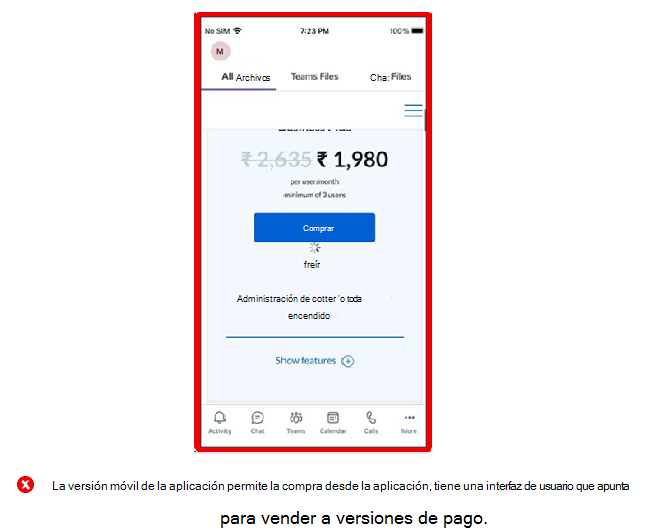 No SIM 7:23 PM 100%
M
All Archivos Teams Files Cha: Files
₹ 2,635 ₹ 1,980
per user/month
minimum of 3 users
Comprar
freír
Administración de cotter 'o toda
encendido
Show features
Activity Chat Teams Calendar Calls More
La versión móvil de la aplicación permite la compra desde la aplicación, tiene una interfaz de usuario que apunta
para vender a versiones de pago.